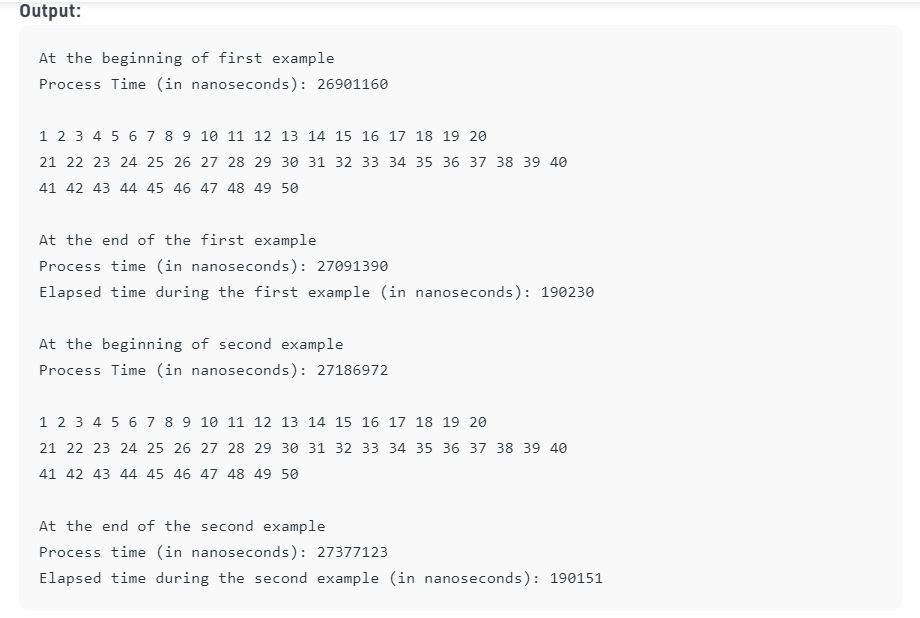 Output:
At the beginning of first example
Process Time (in nanoseconds): 26901160
1 2 3 4 5 6 7 8 9 10 11 12 13 14 15 16 17 18 19 20
21 22 23 24 25 26 27 28 29 30 31 32 33 34 35 36 37 38 39 40
41 42 43 44 45 46 47 48 49 50
At the end of the first example
Process time (in nanoseconds): 27091390
Elapsed time during the first example (in nanoseconds): 190230
At the beginning of second example
Process Time (in nanoseconds): 27186972
1 2 3 4 5 6 7 8 9 10 11 12 13 14 15 16 17 18 19 20
21 22 23 24 25 26 27 28 29 30 31 32 33 34 35 36 37 38 39 40
41 42 43 44 45 46 47 48 49 50
At the end of the second example
Process time (in nanoseconds): 27377123
Elapsed time during the second example (in nanoseconds): 190151